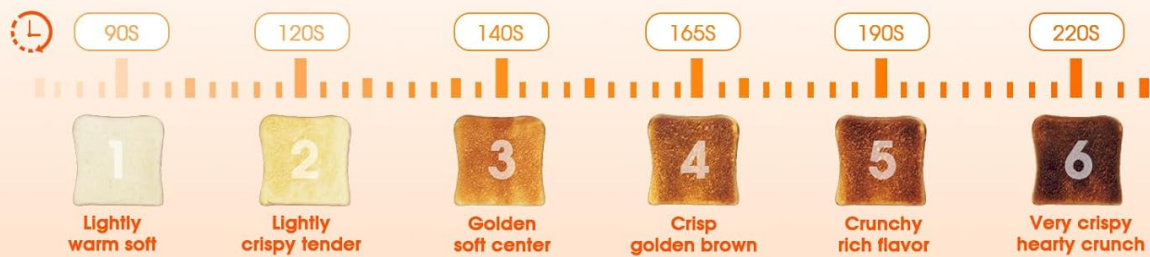 90S 120S 140S 165S 190S 220S
1 2 3 4 5 6
Lightly Lightly Golden Crisp Crunchy Very crispy
warm soft crispy tender soft center golden brown rich flavor hearty crunch